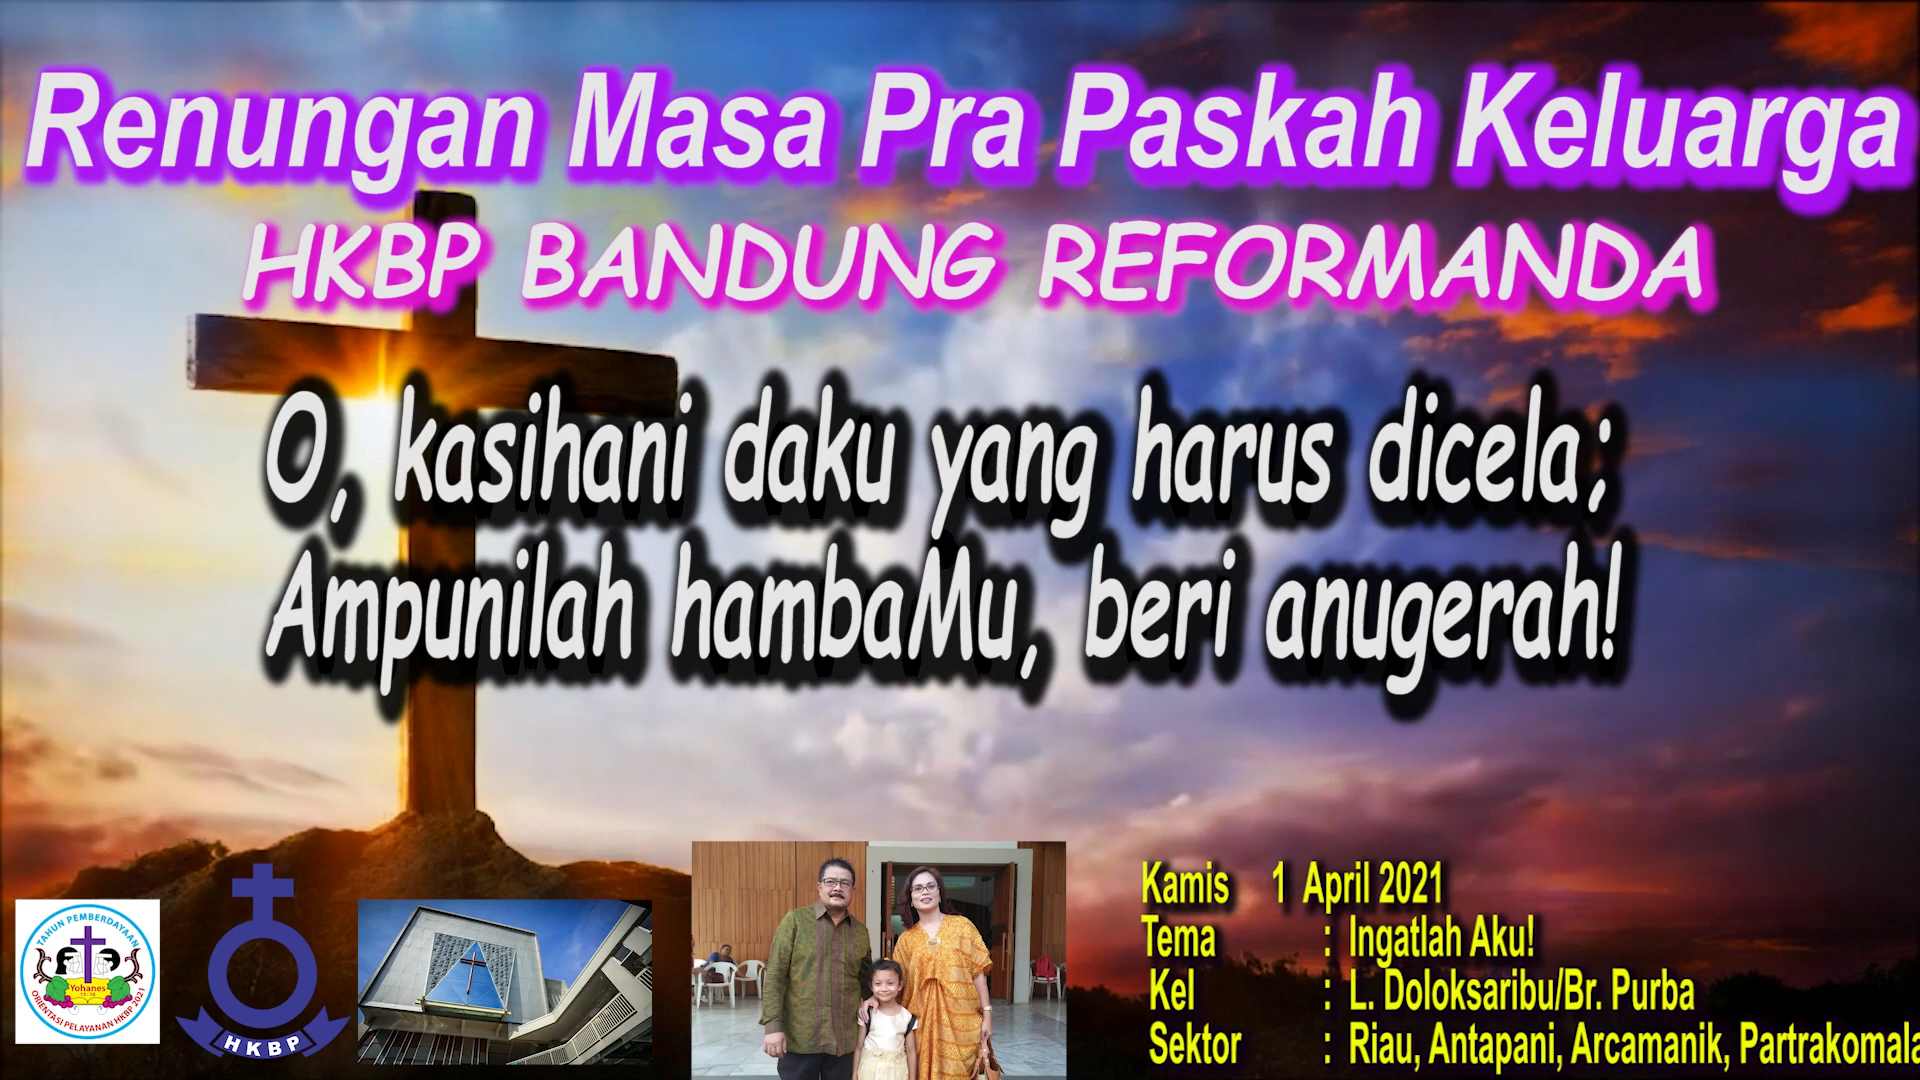 Renungan Masa Pra Paskah Keluarga
HKBP BANDUNG REFORMANDA
O, kasihani daku yang harus dicela;
Ampunilah hambaMu, beri anugerah!
Kamis 1 April 2021
Tema : Ingatlah Aku!
Kel : L. Doloksaribu/Br. Purba
Sektor : Riau, Antapani, Arcamanik, Partrakomala
TAHUN PEMBERDAYAAN
Yohanes
ORIENTASI PELAYANAN HKBP 2021
HKBP